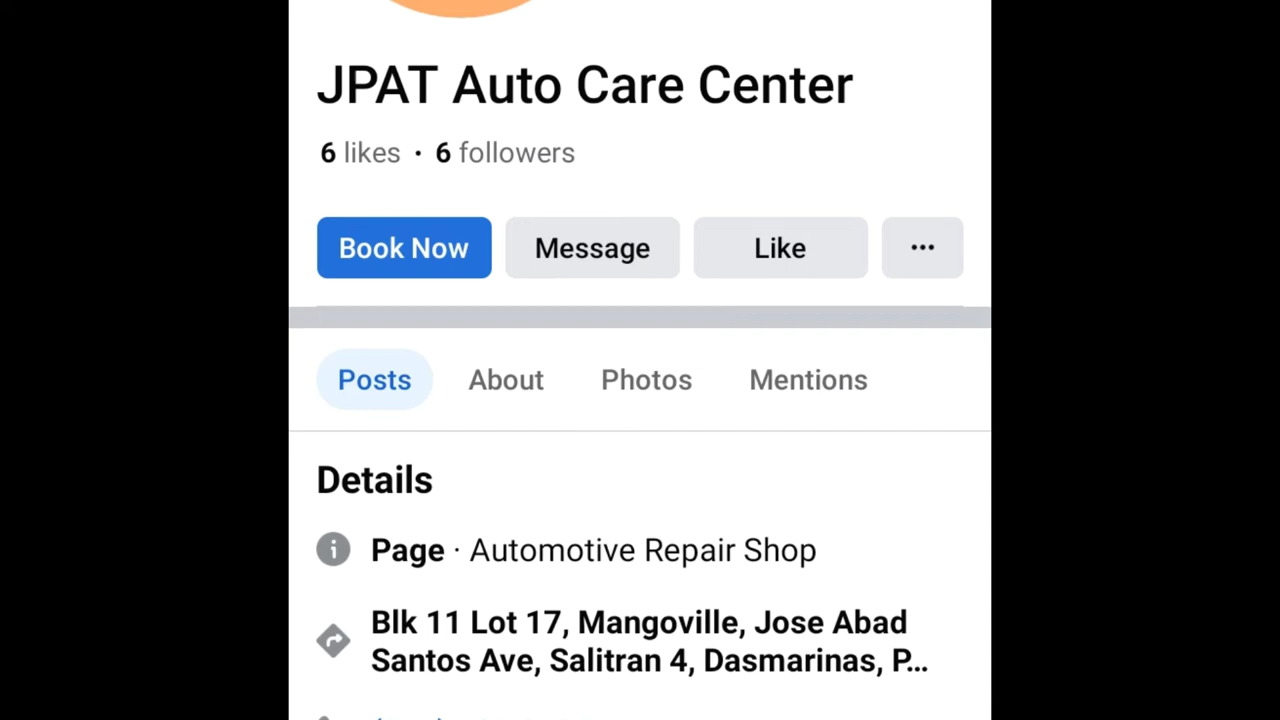 JPAT Auto Care Center
6 likes · 6 followers
Book Now Message Like ...
Posts About Photos Mentions
Details
Page · Automotive Repair Shop
Blk 11 Lot 17, Mangoville, Jose Abad
Santos Ave, Salitran 4, Dasmarinas, P...